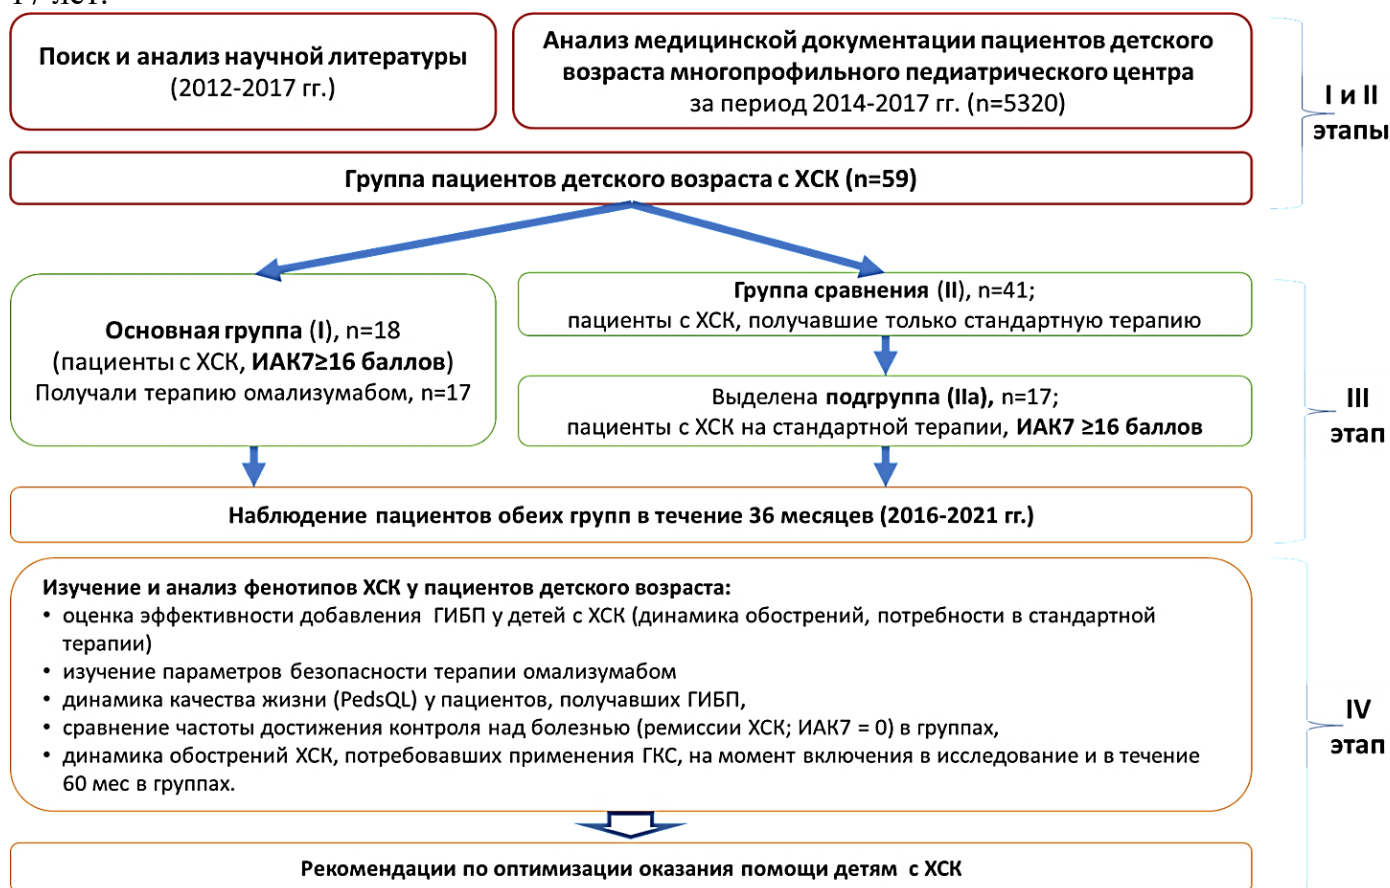 17 лет.
Поиск и анализ научной литературы
(2012-2017 гг.)
Анализ медицинской документации пациентов детского
возраста многопрофильного педиатрического центра
за период 2014-2017 гг. (n=5320)
I и II
этапы
Группа пациентов детского возраста с ХСК (n=59)
Основная группа (I), n=18
(пациенты с ХСК, ИАК7≥16 баллов)
Получали терапию омализумабом, n=17
Группа сравнения (II), n=41;
пациенты с ХСК, получавшие только стандартную терапию
Выделена подгруппа (IIa), n=17;
пациенты с ХСК на стандартной терапии, ИАК7 ≥16 баллов
III
этап
Наблюдение пациентов обеих групп в течение 36 месяцев (2016-2021 гг.)
Изучение и анализ фенотипов ХСК у пациентов детского возраста:
• оценка эффективности добавления ГИБП у детей с ХСК (динамика обострений, потребности в стандартной
терапии)
• изучение параметров безопасности терапии омализумабом
• динамика качества жизни (PedsQL) у пациентов, получавших ГИБП,
• сравнение частоты достижения контроля над болезнью (ремиссии ХСК; ИАК7 = 0) в группах,
• динамика обострений ХСК, потребовавших применения ГКС, на момент включения в исследование и в течение
60 мес в группах.
IV
этап
Рекомендации по оптимизации оказания помощи детям с ХСК